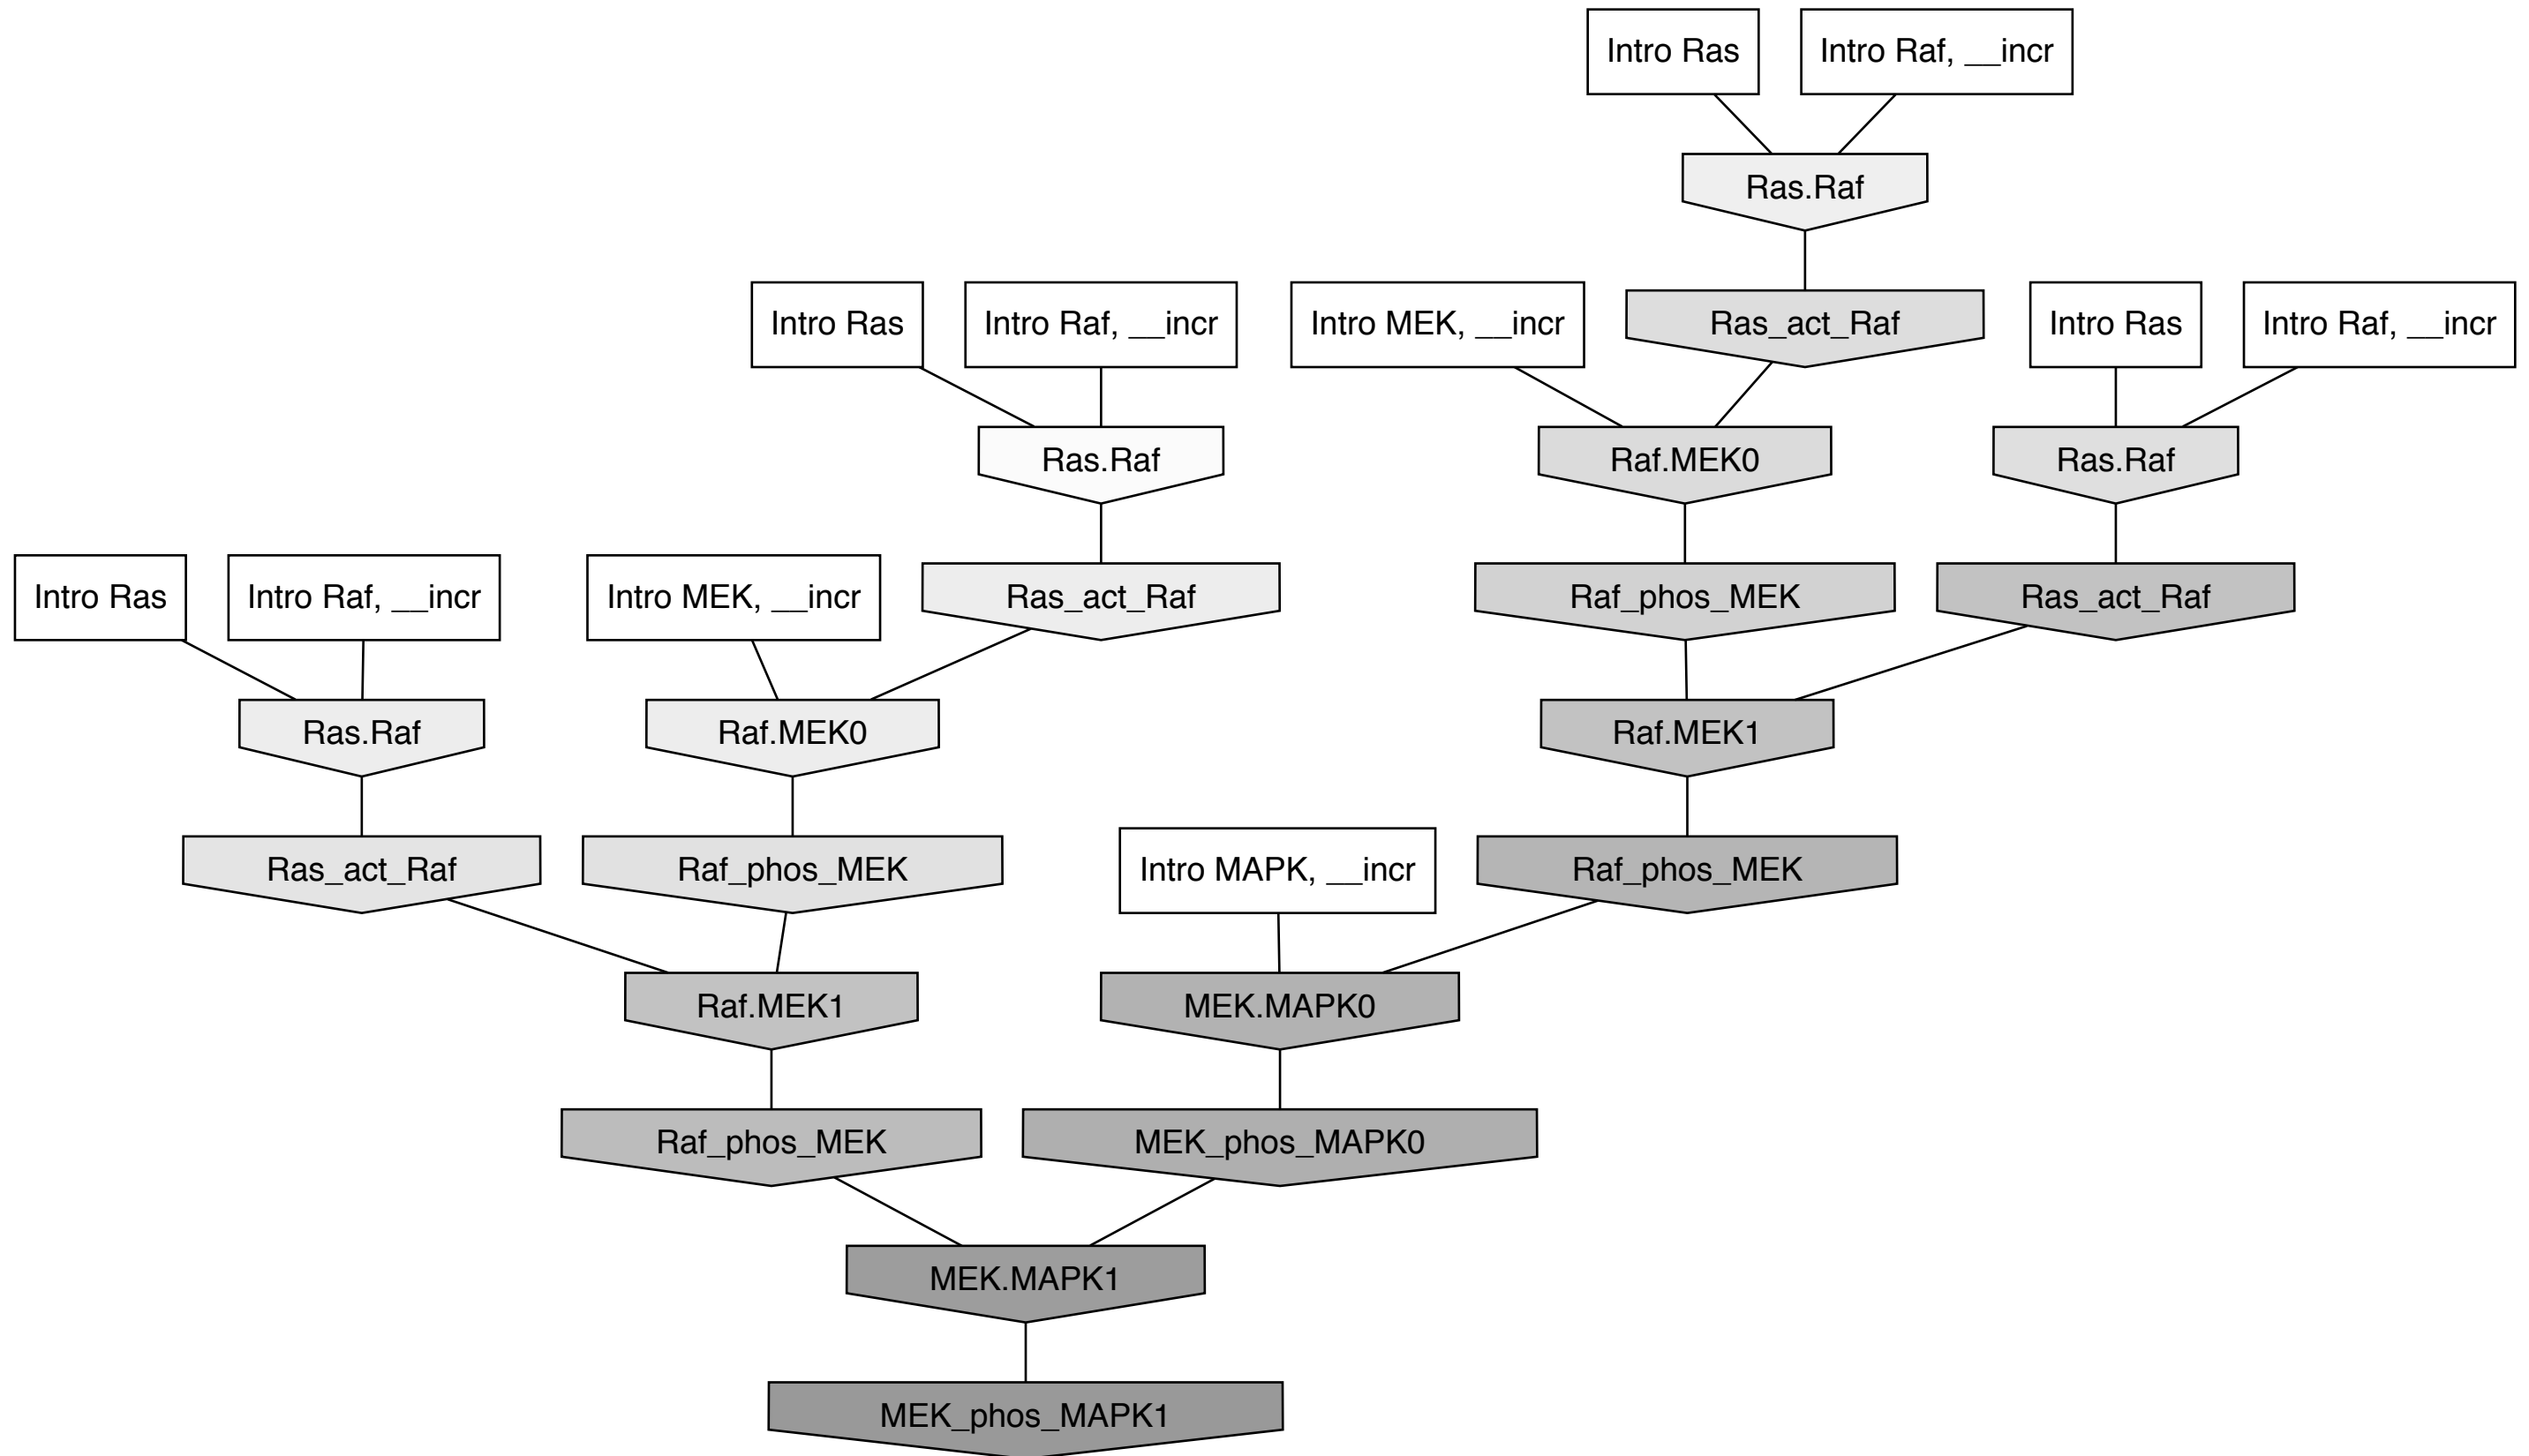 Intro Ras
Intro Raf, __incr
Ras.Raf
Intro Ras
Intro Raf, __incr
Intro MEK, __incr
Ras_act_Raf
Intro Ras
Intro Raf, __incr
Ras.Raf
Raf.MEK0
Ras.Raf
Intro Ras
Intro Raf, __incr
Intro MEK, __incr
Ras_act_Raf
Raf_phos_MEK
Ras_act_Raf
Ras.Raf
Raf.MEK0
Raf.MEK1
Ras_act_Raf
Raf_phos_MEK
Intro MAPK, __incr
Raf_phos_MEK
Raf.MEK1
MEK.MAPK0
Raf_phos_MEK
MEK_phos_MAPK0
MEK.MAPK1
MEK_phos_MAPK1